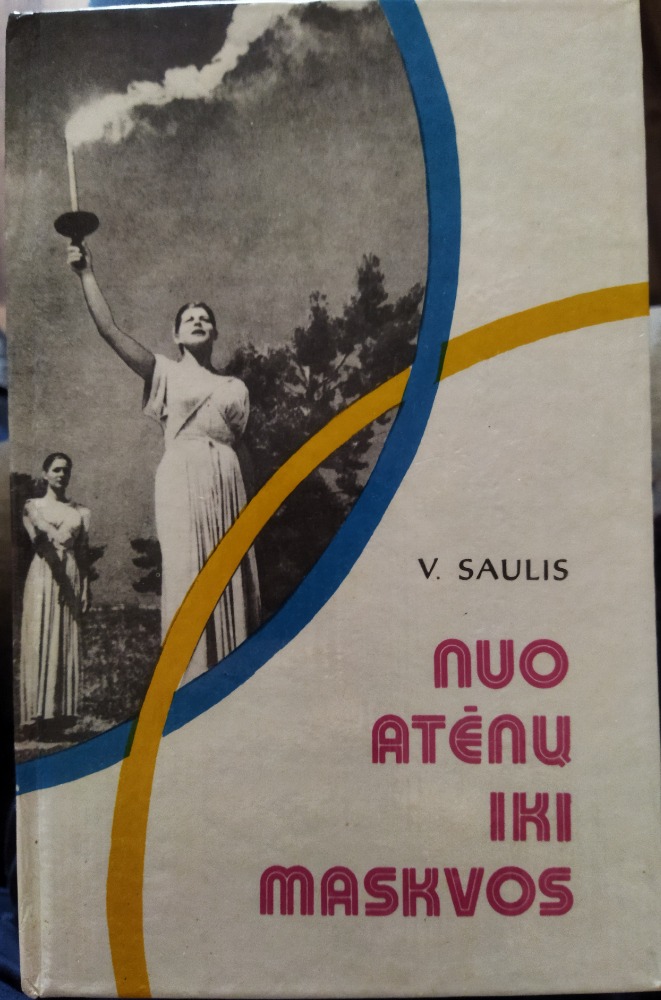 V. SAULIS
NUO
ATĖNŲ
IKI
MASKVOS